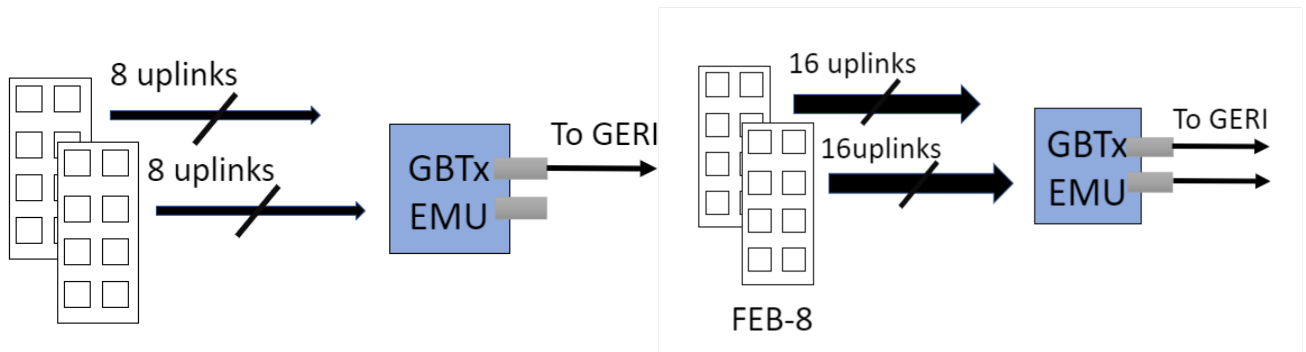 8 uplinks
8 uplinks
To GERI
GBTx
EMU
16 uplinks
16uplinks
To GERI
GBTx
EMU
FEB-8